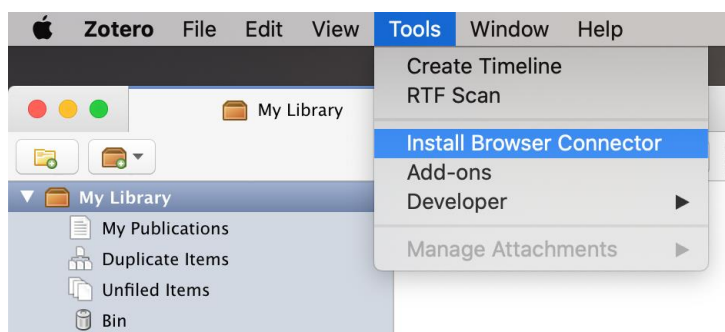 Zotero File Edit View Tools Window Help
Create Timeline
RTF Scan
Install Browser Connector
Add-ons
Developer
Manage Attachments
My Library
My Library
My Publications
Duplicate Items
Unfiled Items
Bin